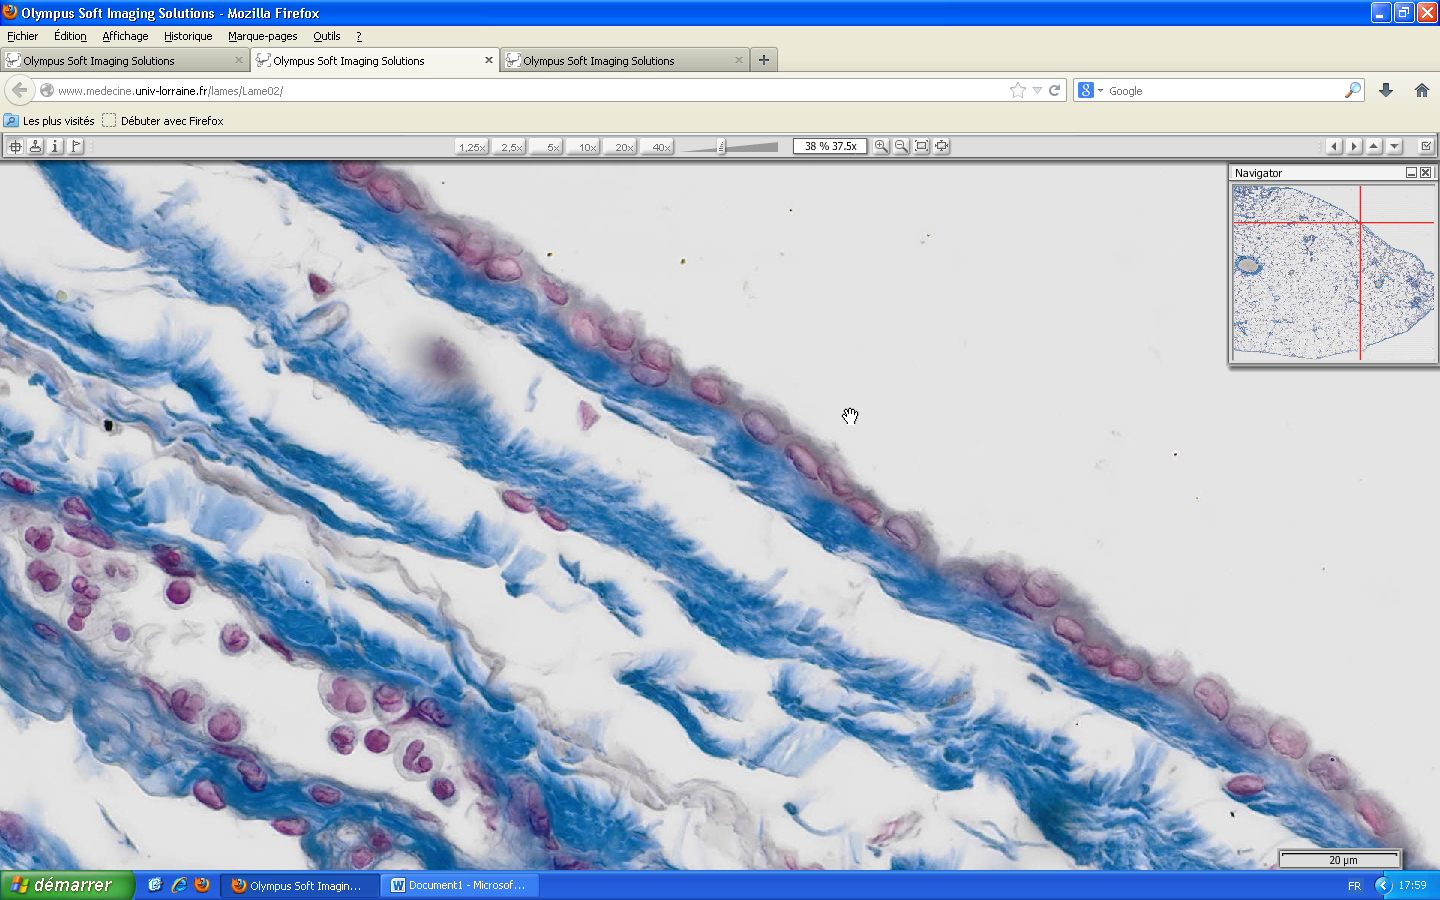 Olympus Soft Imaging Solutions - Mozilla Firefox
Fichier Édition Affichage Historique Marque-pages Outils ?
Olympus Soft Imaging Solutions Olympus Soft Imaging Solutions Olympus Soft Imaging Solutions
www.medecine.univ-lorraine.fr/lames/Lame02/ Google
Les plus visités Débuter avec Firefox
1,25x 2,5x 5x 10x 20x 40x 38 % 37.5x
Navigator
20 µm
démarrer Olympus Soft Imagin... Document1 - Microsof... FR 17:59